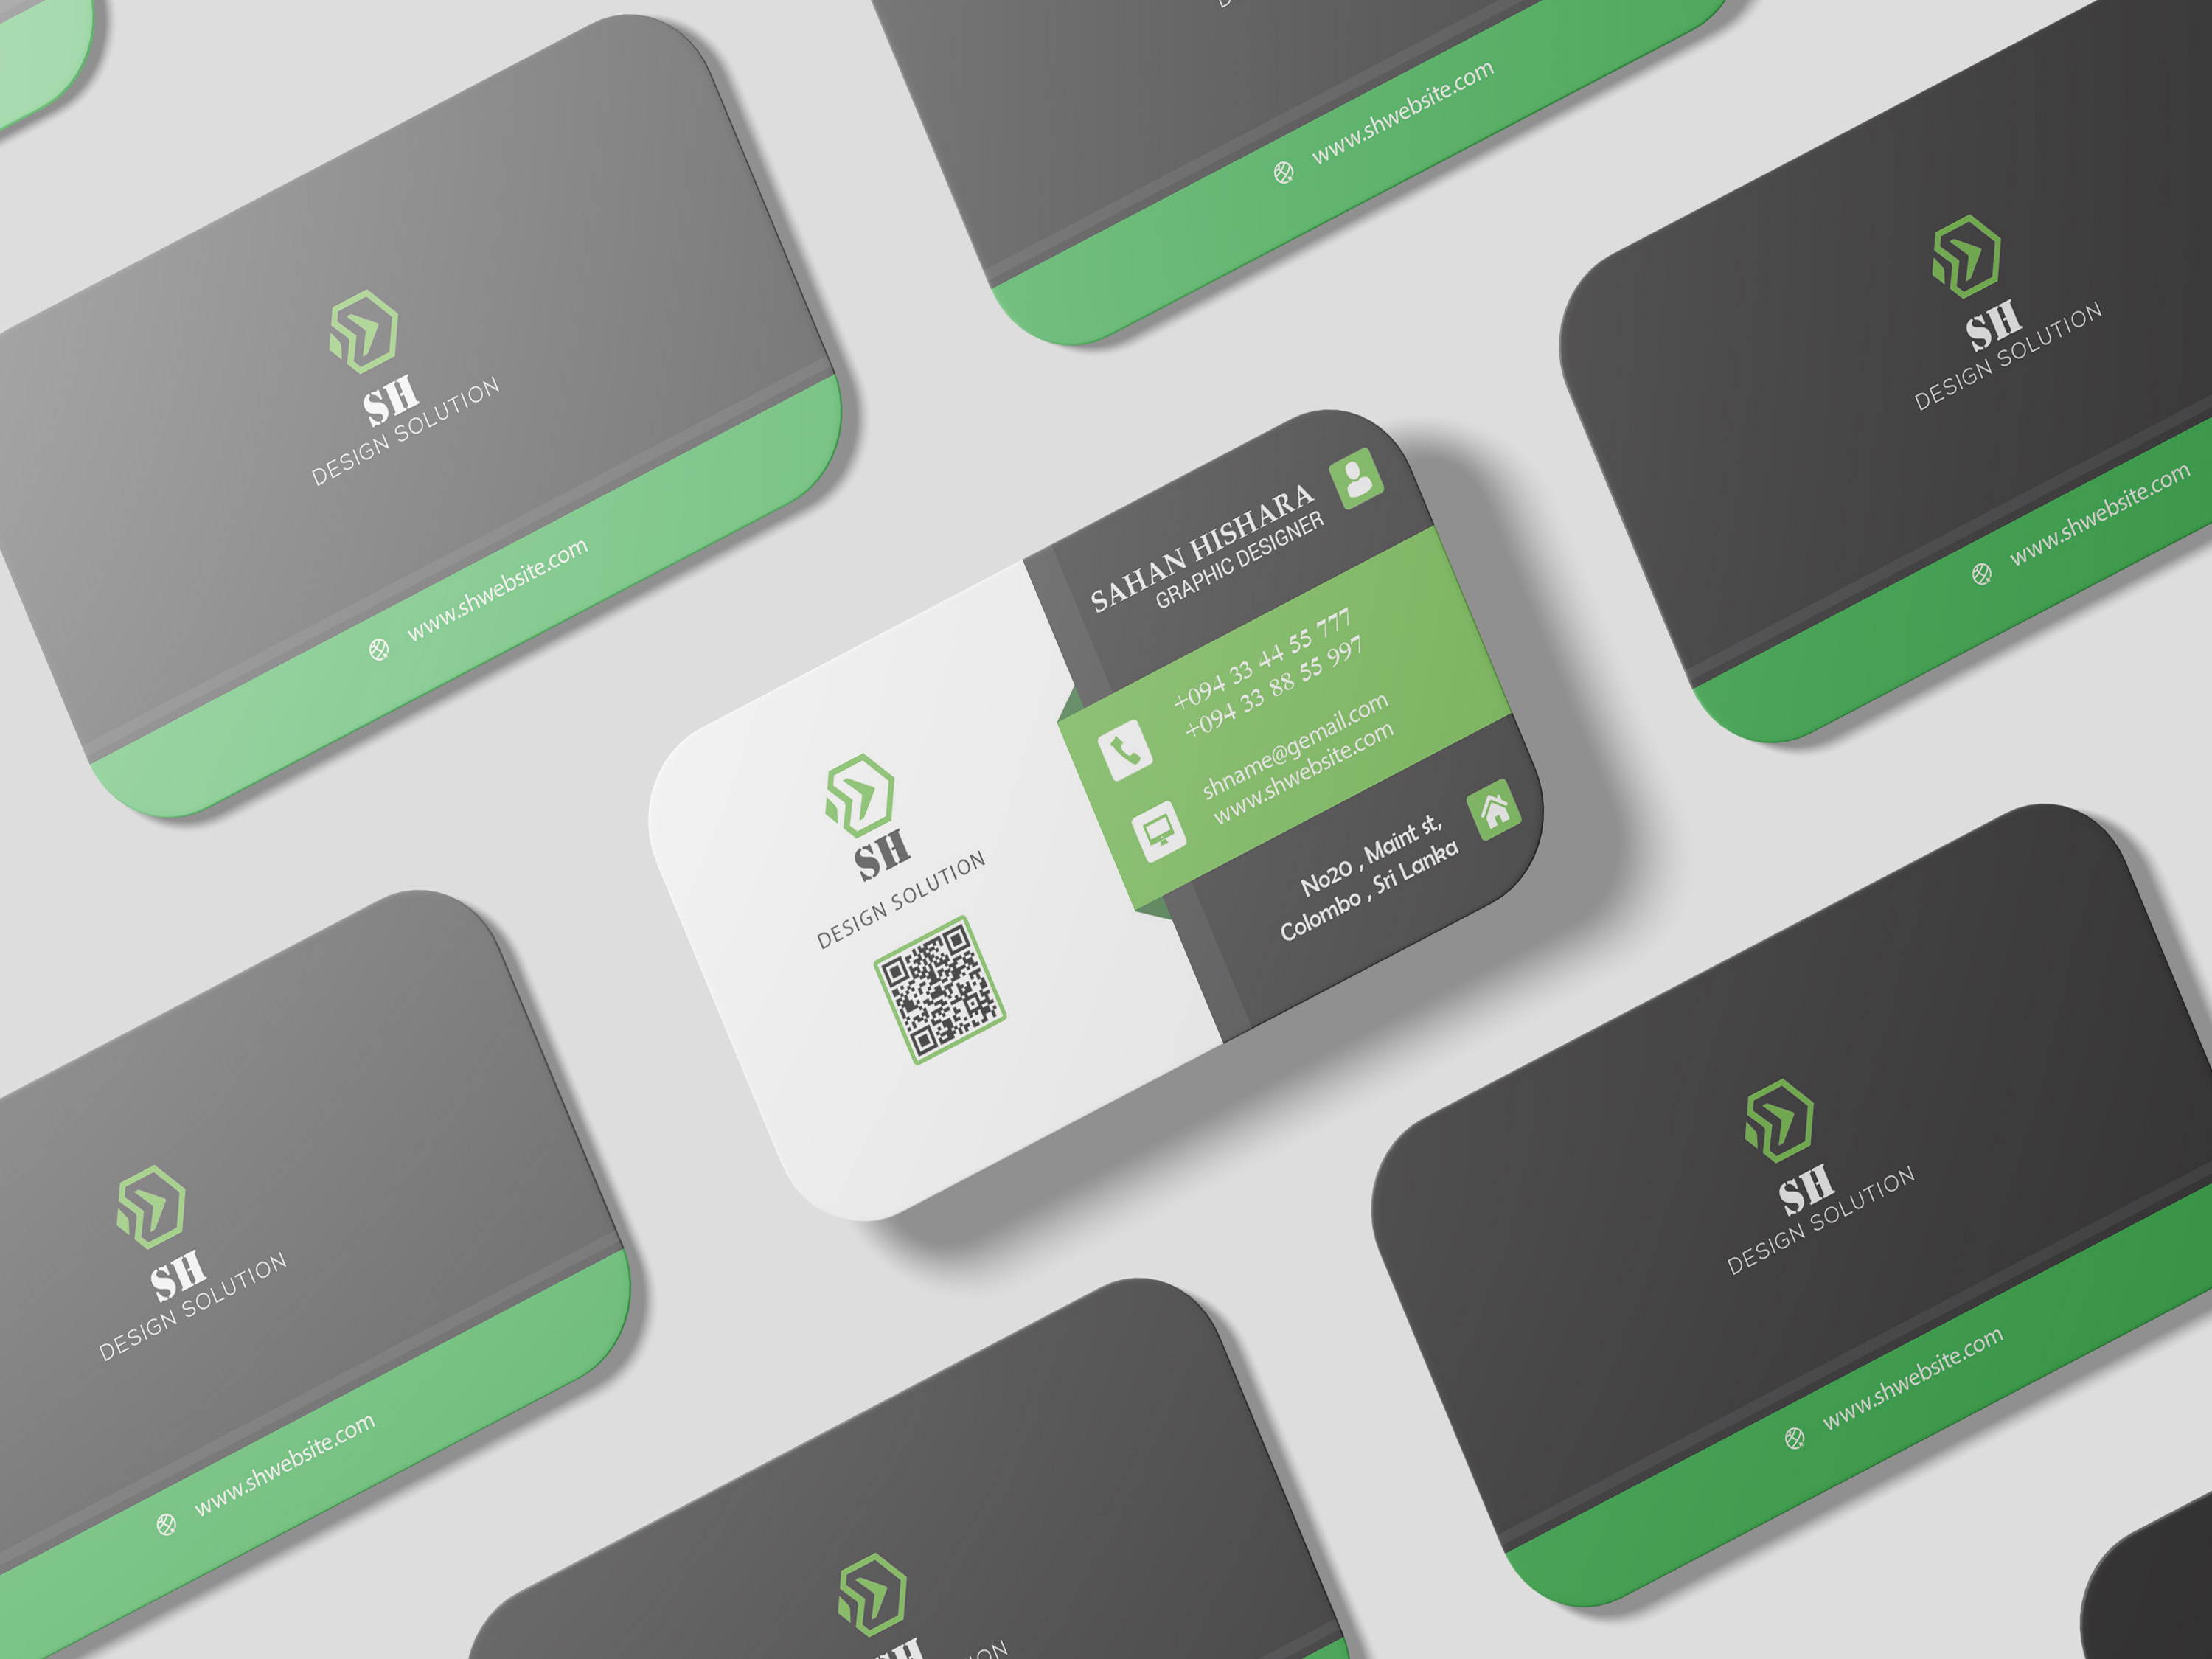 www.shwebsite.com
SH
DESIGN SOLUTION
www.shwebsite.com
SH
DESIGN SOLUTION
www.shwebsite.com
SAHAN HISHARA
GRAPHIC DESIGNER
+094 33 44 55 777
+094 33 88 55 997
shname@gemail.com
www.shwebsite.com
No20 , Maint st,
Colombo , Sri Lanka
SH
DESIGN SOLUTION
SH
DESIGN SOLUTION
www.shwebsite.com
SH
DESIGN SOLUTION
www.shwebsite.com
SH